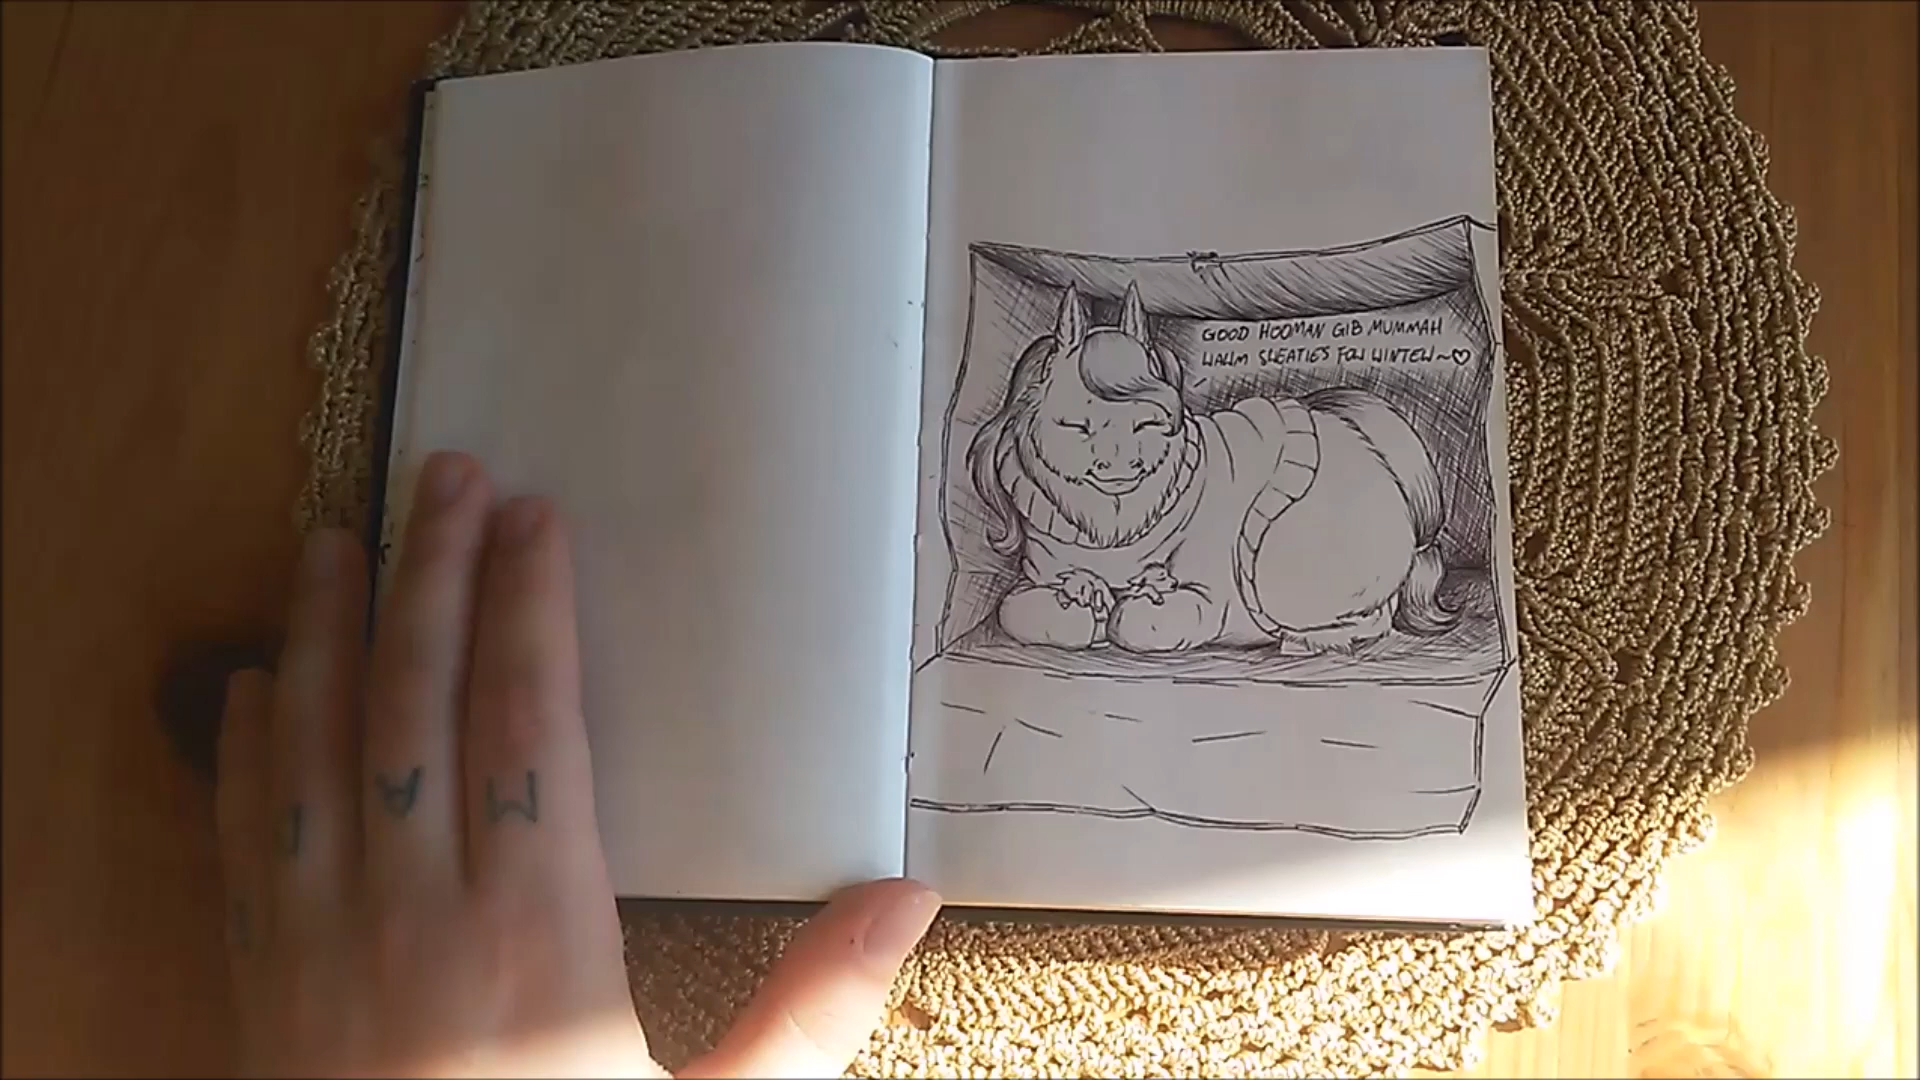 GOOD HOOMAN GIB MUMMAH
WAWM SWEATIES FOW WINTEW~♡
M
A